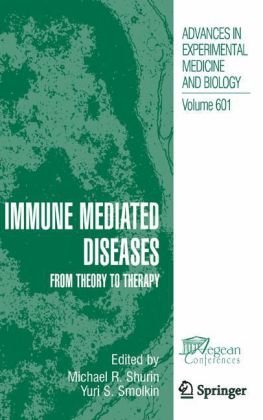 ADVANCES IN
EXPERIMENTAL
MEDICINE
AND BIOLOGY
Volume 601
IMMUNE MEDIATED
DISEASES
FROM THEORY TO THERAPY
Aegean
Conferences
Edited by
Michael R. Shurin
Yuri S. Smolkin
Springer